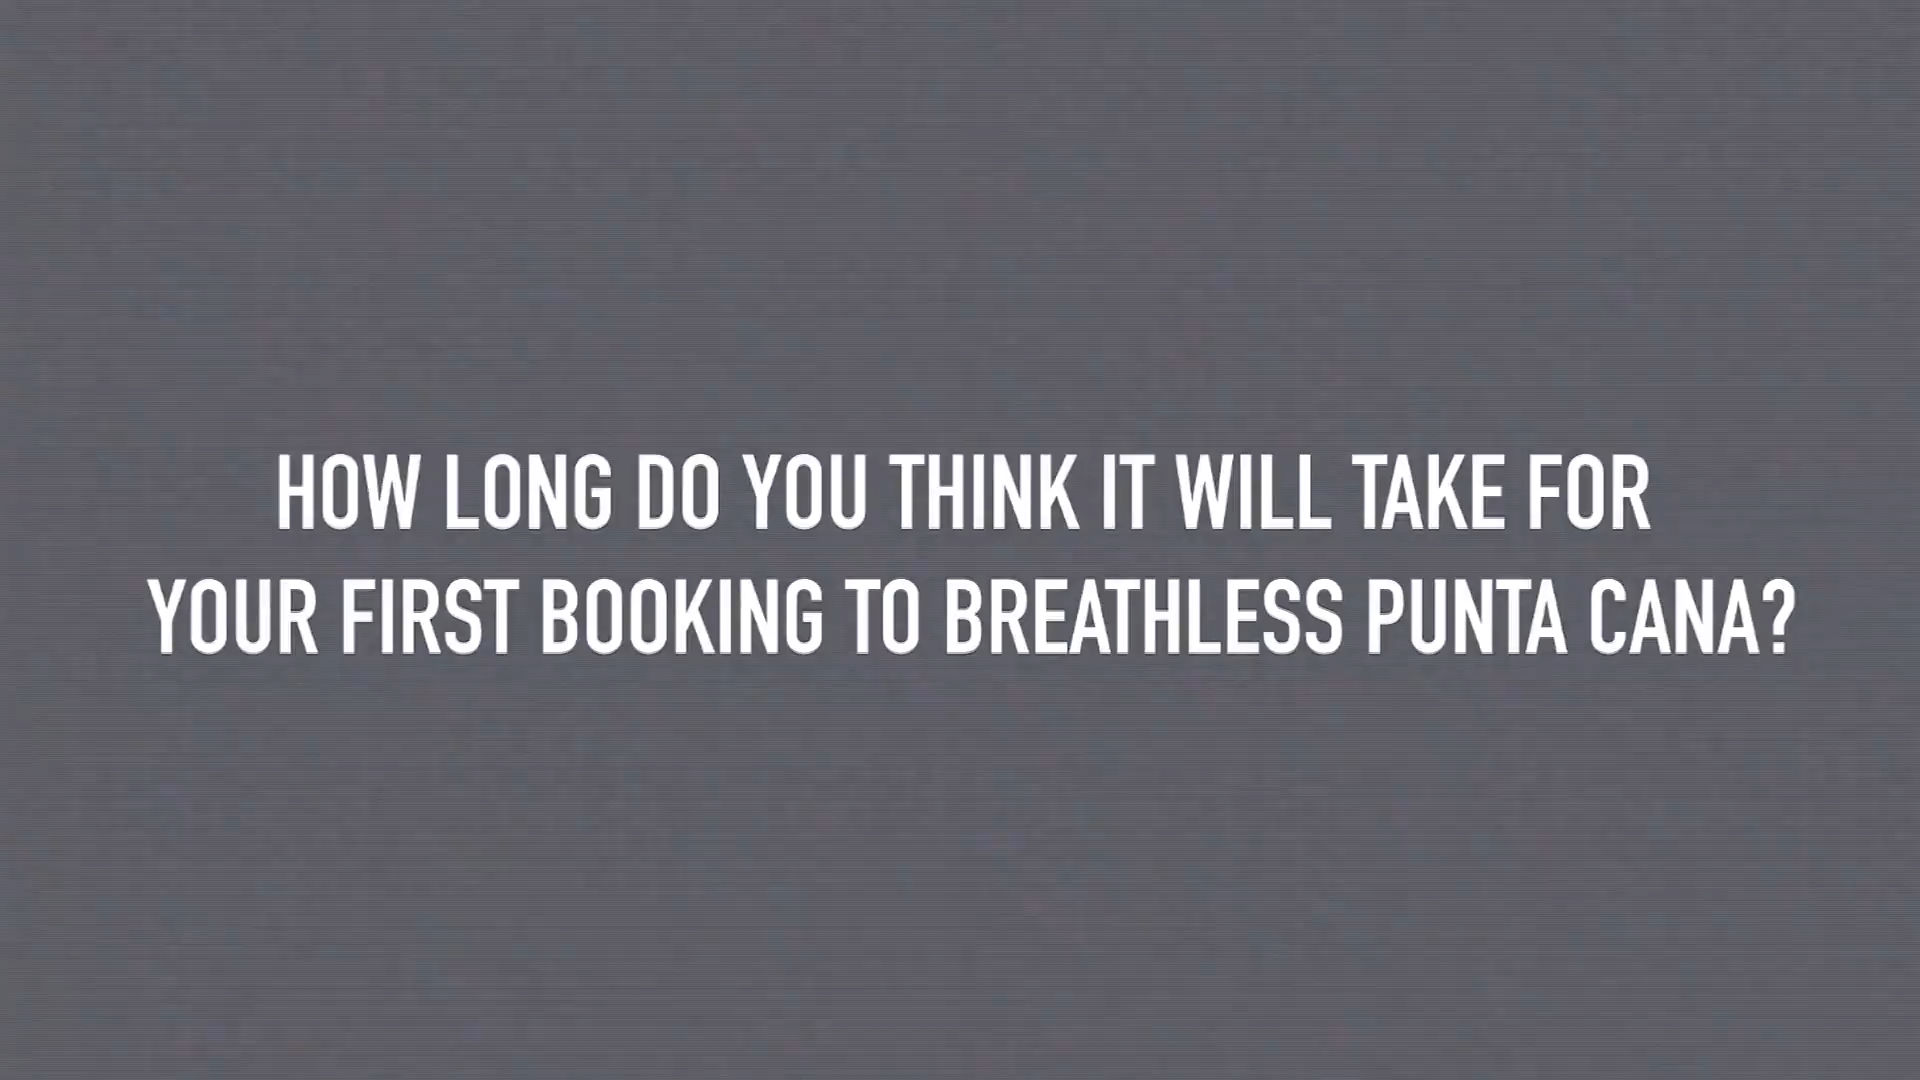 HOW LONG DO YOU THINK IT WILL TAKE FOR
YOUR FIRST BOOKING TO BREATHLESS PUNTA CANA?